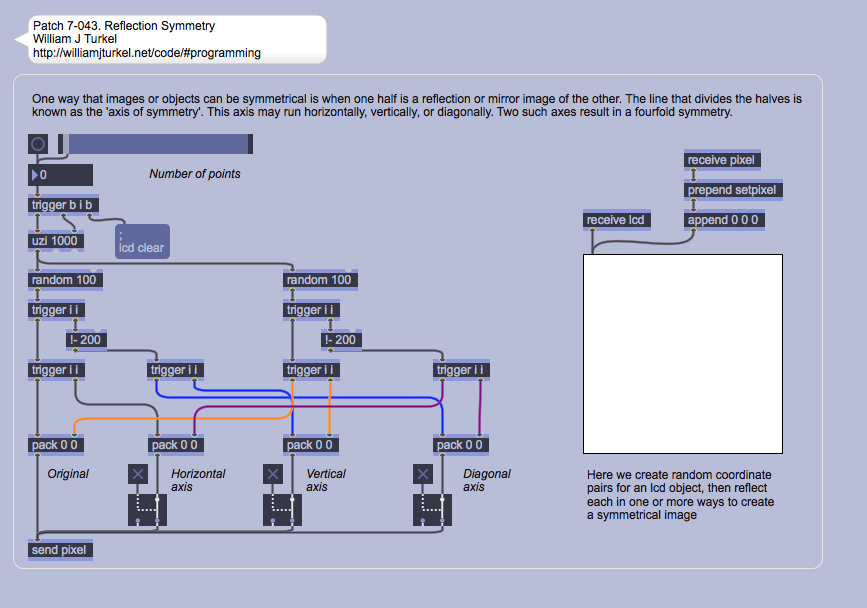 Patch 7-043. Reflection Symmetry
William J Turkel
http://williamjturkel.net/code/#programming
One way that images or objects can be symmetrical is when one half is a reflection or mirror image of the other. The line that divides the halves is
known as the 'axis of symmetry'. This axis may run horizontally, vertically, or diagonally. Two such axes result in a fourfold symmetry.
0
Number of points
trigger b i b
uzi 1000
;
lcd clear
random 100
random 100
trigger i i
trigger i i
!- 200
!- 200
trigger i i
trigger i i
trigger i i
trigger i i
pack 0 0
pack 0 0
pack 0 0
pack 0 0
Original
Horizontal
axis
Vertical
axis
Diagonal
axis
send pixel
receive pixel
prepend setpixel
receive lcd
append 0 0 0
Here we create random coordinate
pairs for an lcd object, then reflect
each in one or more ways to create
a symmetrical image